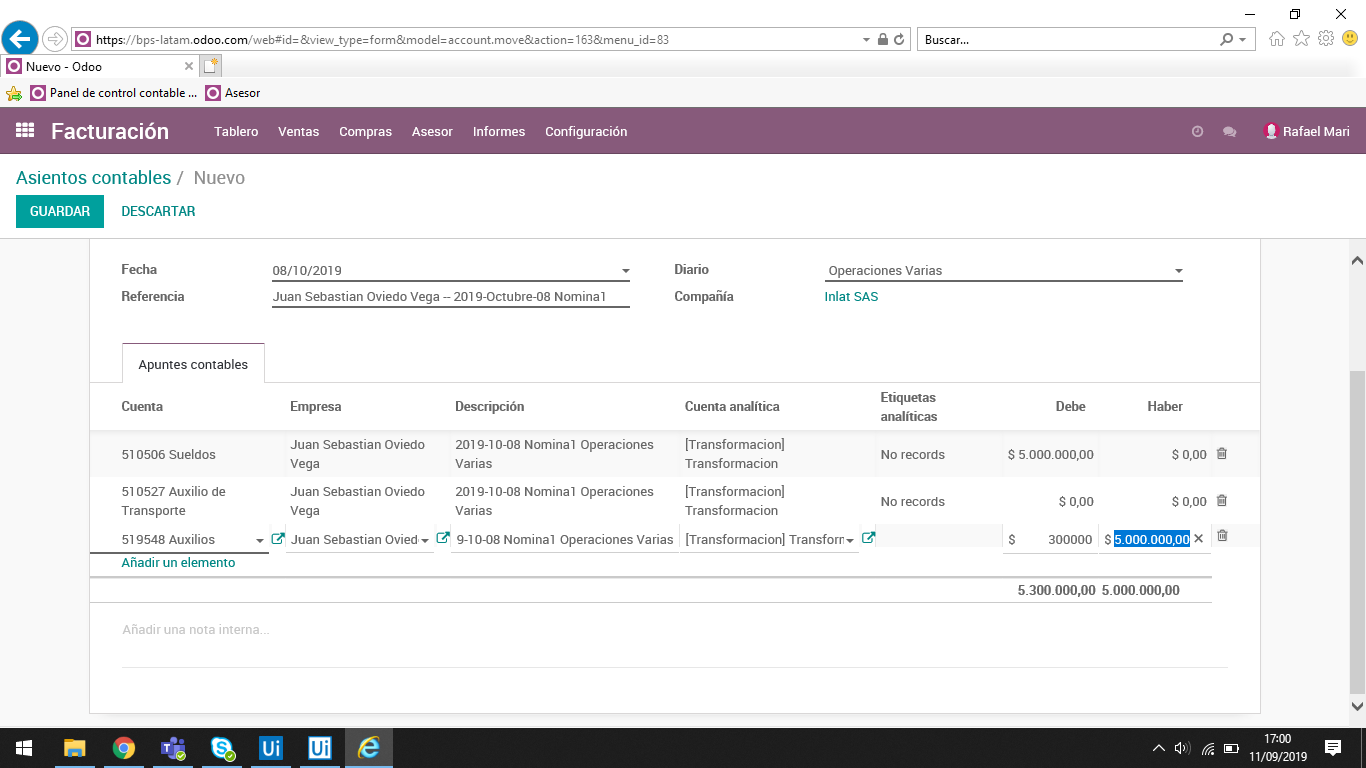 https://bps-latam.odoo.com/web#id=&view_type=form&model=account.move&action=163&menu_id=83
Buscar...
Nuevo - Odoo
Panel de control contable ...
Asesor
Facturación
Tablero
Ventas
Compras
Asesor
Informes
Configuración
Rafael Mari
Asientos contables / Nuevo
GUARDAR
DESCARTAR
Fecha
08/10/2019
Diario
Operaciones Varias
Referencia
Juan Sebastian Oviedo Vega -- 2019-Octubre-08 Nomina1
Compañía
Inlat SAS
Apuntes contables
Cuenta
Empresa
Descripción
Cuenta analítica
Etiquetas
analíticas
Debe
Haber
510506 Sueldos
Juan Sebastian Oviedo
Vega
2019-10-08 Nomina1 Operaciones
Varias
[Transformacion]
Transformacion
No records
$ 5.000.000,00
$ 0,00
510527 Auxilio de
Transporte
Juan Sebastian Oviedo
Vega
2019-10-08 Nomina1 Operaciones
Varias
[Transformacion]
Transformacion
No records
$ 0,00
$ 0,00
519548 Auxilios
Juan Sebastian Ovied
9-10-08 Nomina1 Operaciones Varias
[Transformacion] Transforn
$ 300000
$ 5.000.000,00
Añadir un elemento
5.300.000,00 5.000.000,00
Añadir una nota interna...
Ui
Ui
17:00
11/09/2019